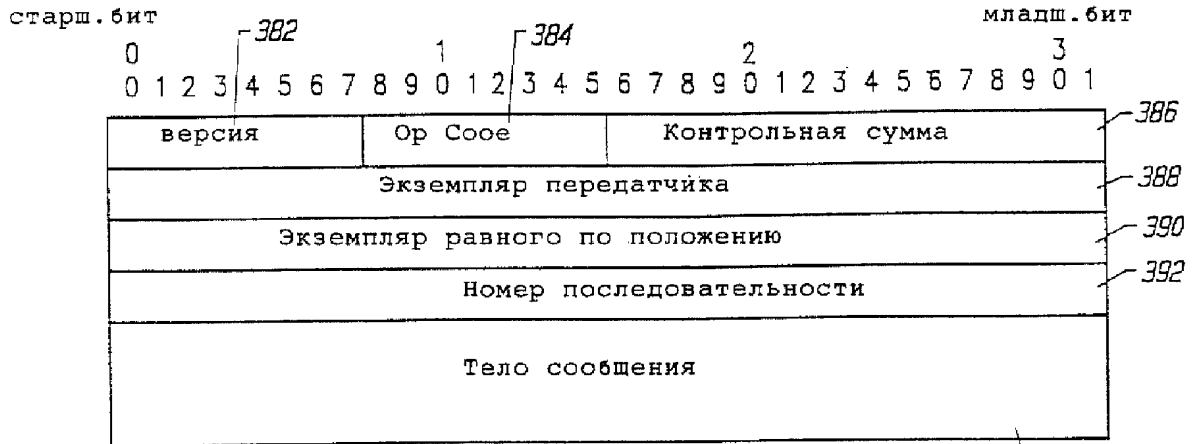 старш.бит младш.бит
382 384
0 1 2 3
0 1 2 3 4 5 6 7 8 9 0 1 2 3 4 5 6 7 8 9 0 1 2 3 4 5 6 7 8 9 0 1
версия Op Cooe Контрольная сумма 386
Экземпляр передатчика 388
Экземпляр равного по положению 390
Номер последовательности 392
Тело сообщения